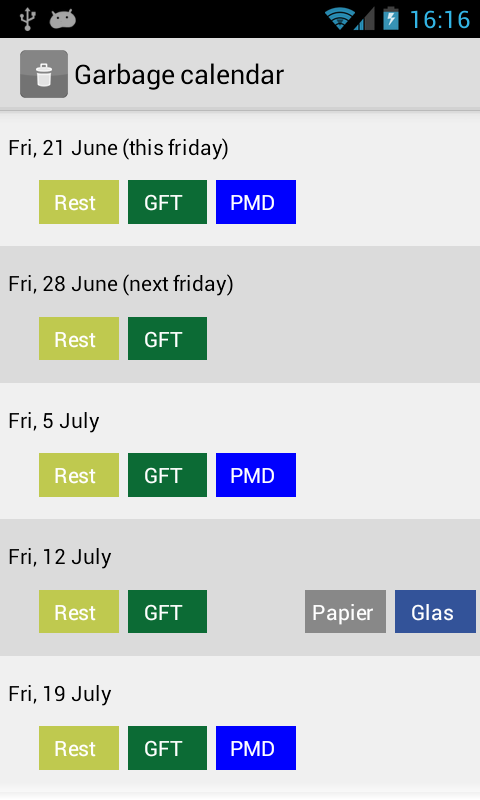 16:16
Garbage calendar
Fri, 21 June (this friday)
Rest GFT PMD
Fri, 28 June (next friday)
Rest GFT
Fri, 5 July
Rest GFT PMD
Fri, 12 July
Rest GFT Papier Glas
Fri, 19 July
Rest GFT PMD